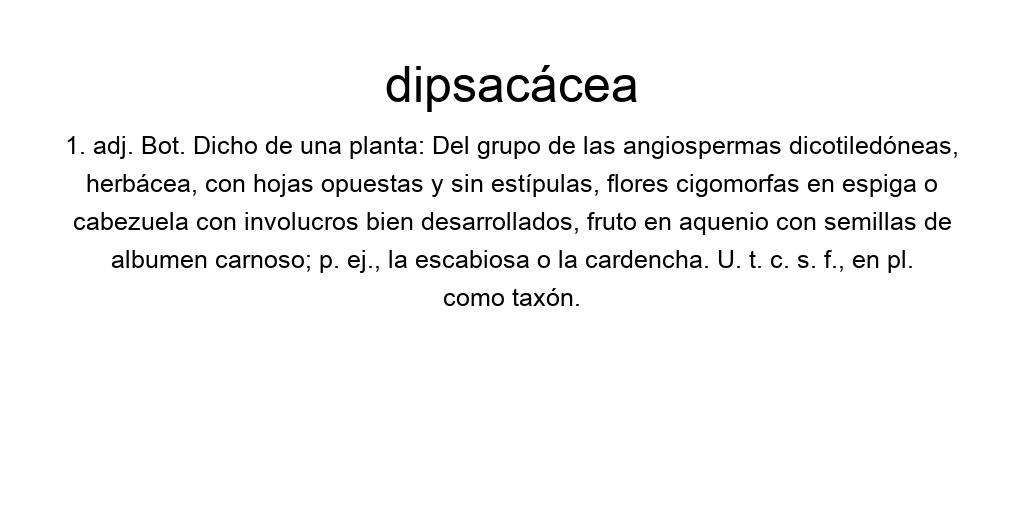 dipsacácea
1. adj. Bot. Dicho de una planta: Del grupo de las angiospermas dicotiledóneas,
herbácea, con hojas opuestas y sin estípulas, flores cigomorfas en espiga o
cabezuela con involucros bien desarrollados, fruto en aquenio con semillas de
albumen carnoso; p. ej., la escabiosa o la cardencha. U. t. c. s. f., en pl.
como taxón.